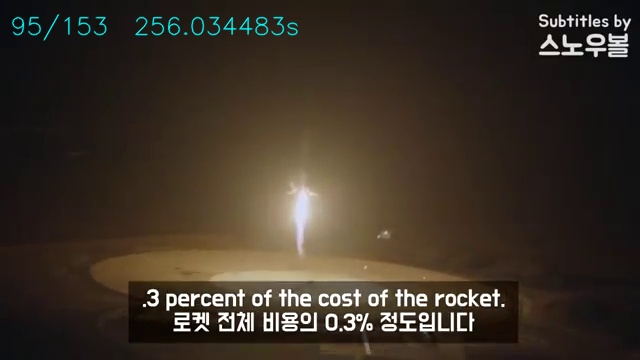 95/153 256.034483s
Subtitles by
스노우볼
.3 percent of the cost of the rocket.
로켓 전체 비용의 0.3% 정도입니다